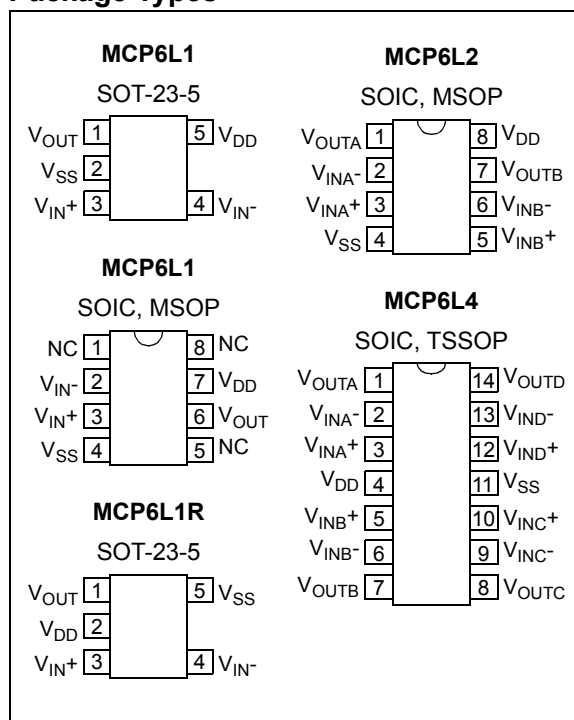 Package Types
MCP6L1
SOT-23-5
VOUT 1 5 VDD
VSS 2
VIN+ 3 4 VIN-
MCP6L1
SOIC, MSOP
NC 1 8 NC
VIN- 2 7 VDD
VIN+ 3 6 VOUT
VSS 4 5 NC
MCP6L1R
SOT-23-5
VOUT 1 5 VSS
VDD 2
VIN+ 3 4 VIN-
MCP6L2
SOIC, MSOP
VOUTA 1 8 VDD
VINA- 2 7 VOUTB
VINA+ 3 6 VINB-
VSS 4 5 VINB+
MCP6L4
SOIC, TSSOP
VOUTA 1 14 VOUTD
VINA- 2 13 VIND-
VINA+ 3 12 VIND+
VDD 4 11 VSS
VINB+ 5 10 VINC+
VINB- 6 9 VINC-
VOUTB 7 8 VOUTC